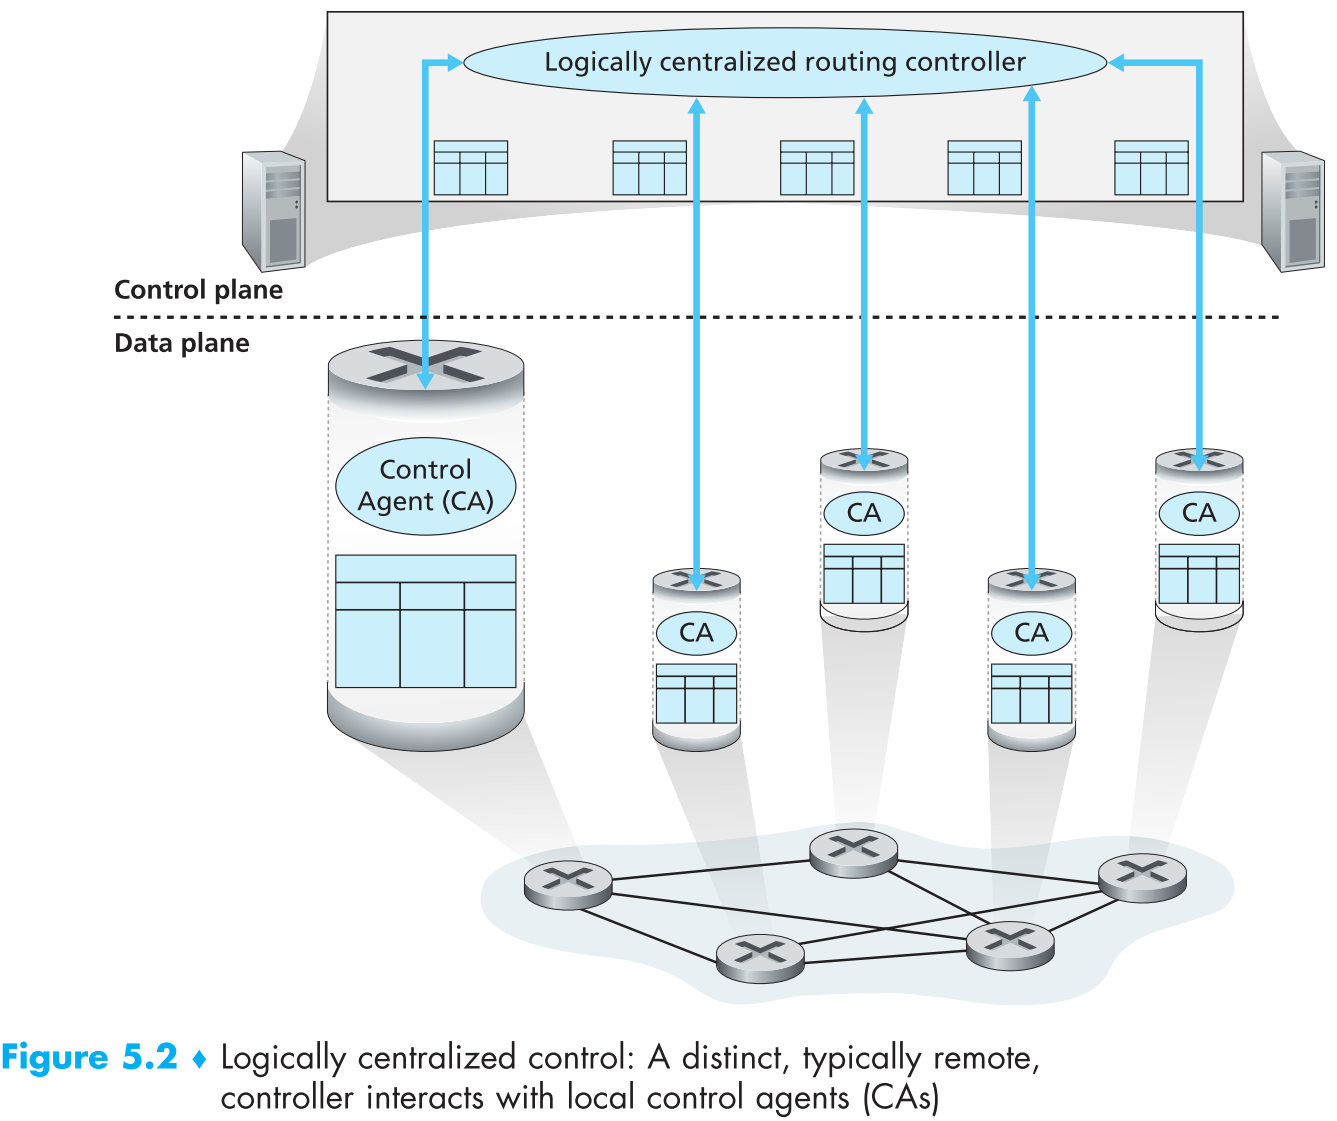 Logically centralized routing controller
Control plane
Data plane
Control
Agent (CA)
CA
CA
CA
CA
Figure 5.2 ♦ Logically centralized control: A distinct, typically remote,
controller interacts with local control agents (CAs)